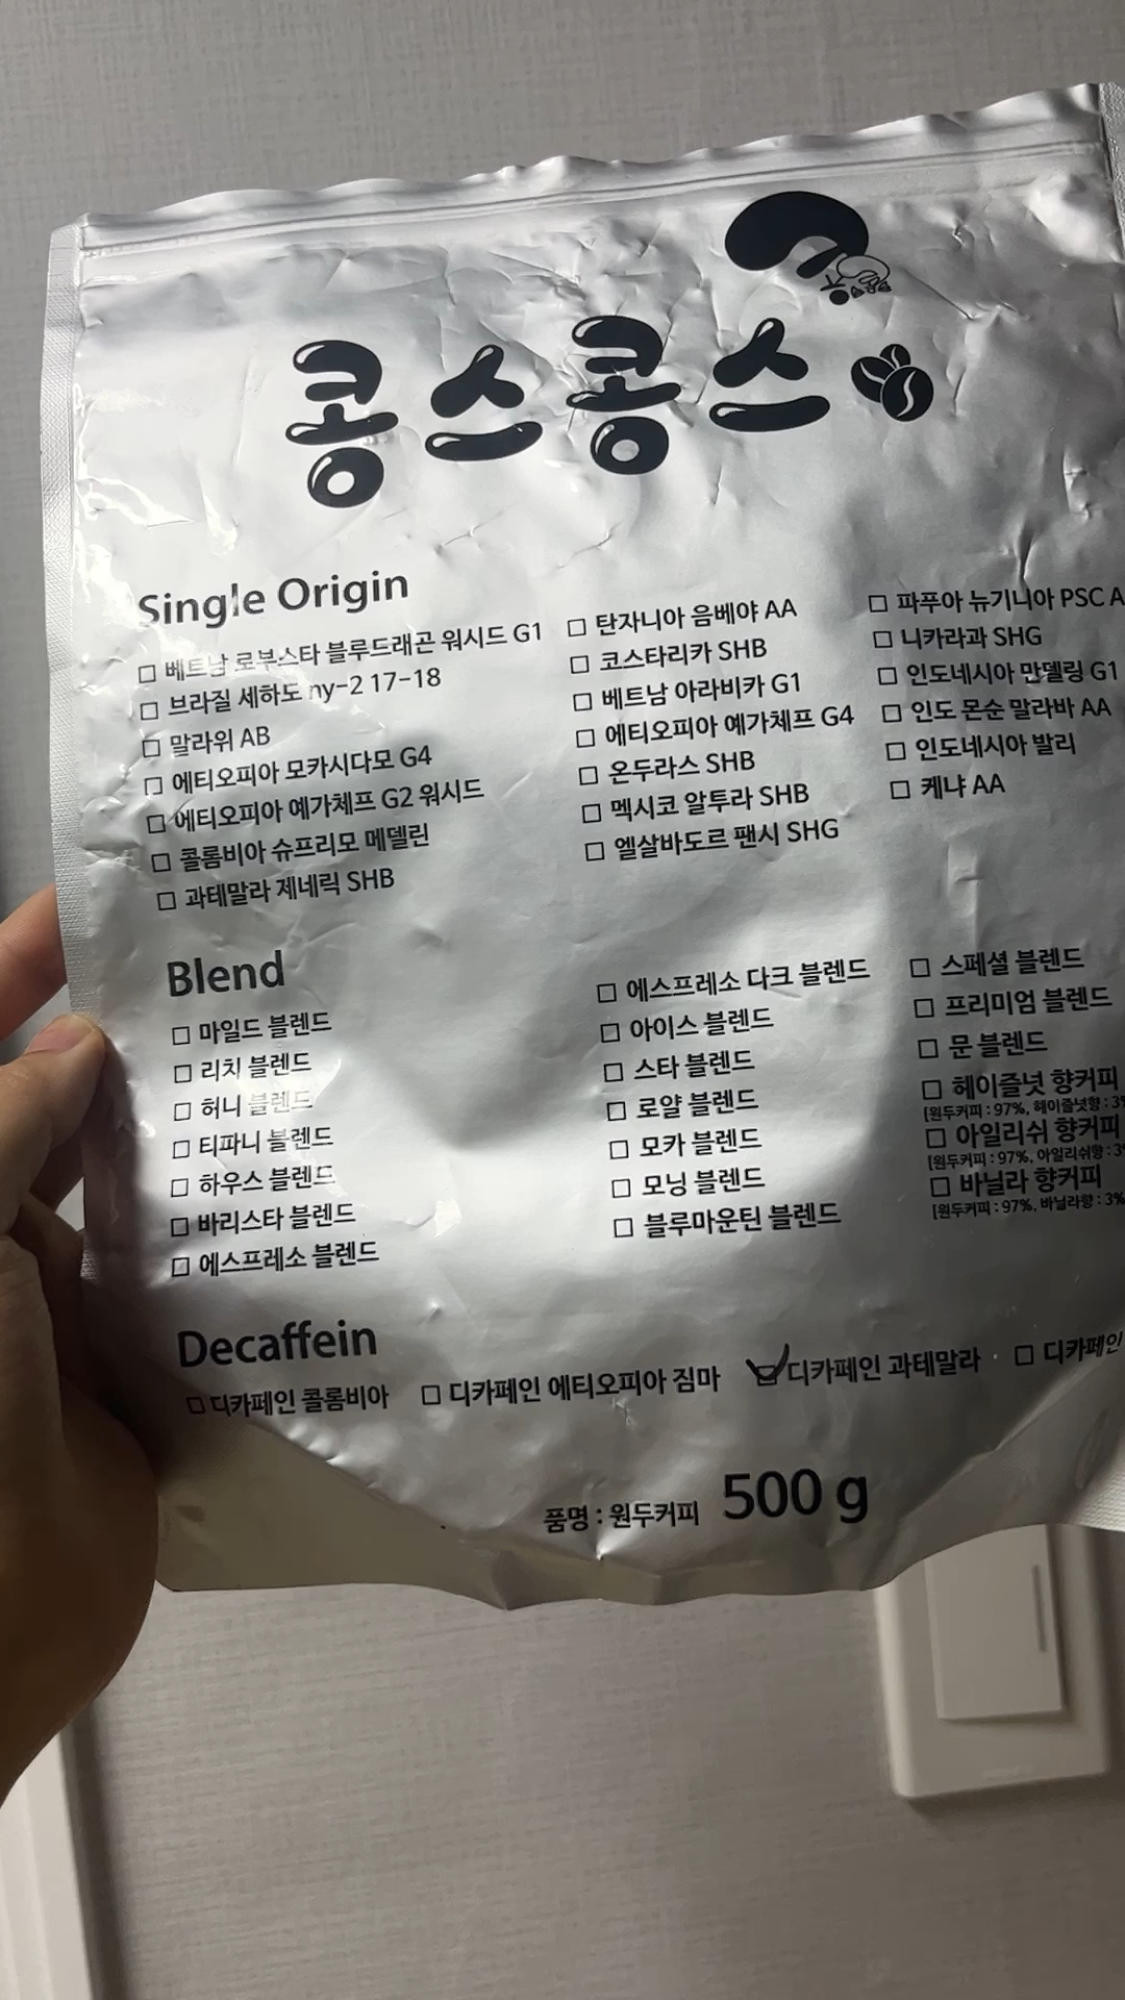 콩스콩스
Single Origin
□ 베트남 로부스타 블루드래곤 워시드 G1
□ 브라질 세하도 ny-2 17-18
□ 말라위 AB
□ 에티오피아 모카시다모 G4
□ 에티오피아 예가체프 G2 워시드
□ 콜롬비아 슈프리모 메델린
□ 과테말라 제네릭 SHB
□ 탄자니아 음베야 AA
□ 코스타리카 SHB
□ 베트남 아라비카 G1
□ 에티오피아 예가체프 G4
□ 온두라스 SHB
□ 멕시코 알투라 SHB
□ 엘살바도르 팬시 SHG
□ 파푸아 뉴기니아 PSC A
□ 니카라과 SHG
□ 인도네시아 만델링 G1
□ 인도 몬순 말라바 AA
□ 인도네시아 발리
□ 케냐 AA
Blend
□ 마일드 블렌드
□ 리치 블렌드
□ 허니 블렌드
□ 티파니 블렌드
□ 하우스 블렌드
□ 바리스타 블렌드
□ 에스프레소 블렌드
□ 에스프레소 다크 블렌드
□ 아이스 블렌드
□ 스타 블렌드
□ 로얄 블렌드
□ 모카 블렌드
□ 모닝 블렌드
□ 블루마운틴 블렌드
□ 스페셜 블렌드
□ 프리미엄 블렌드
□ 문 블렌드
□ 헤이즐넛 향커피
[원두커피 : 97%, 헤이즐넛향 : 3%
□ 아일리쉬 향커피
[원두커피 : 97%, 아일리쉬향 : 3%
□ 바닐라 향커피
[원두커피 : 97%, 바닐라향 : 3%
Decaffein
□ 디카페인 콜롬비아 □ 디카페인 에티오피아 짐마 ☑ 디카페인 과테말라 □ 디카페인
품명 : 원두커피 500 g